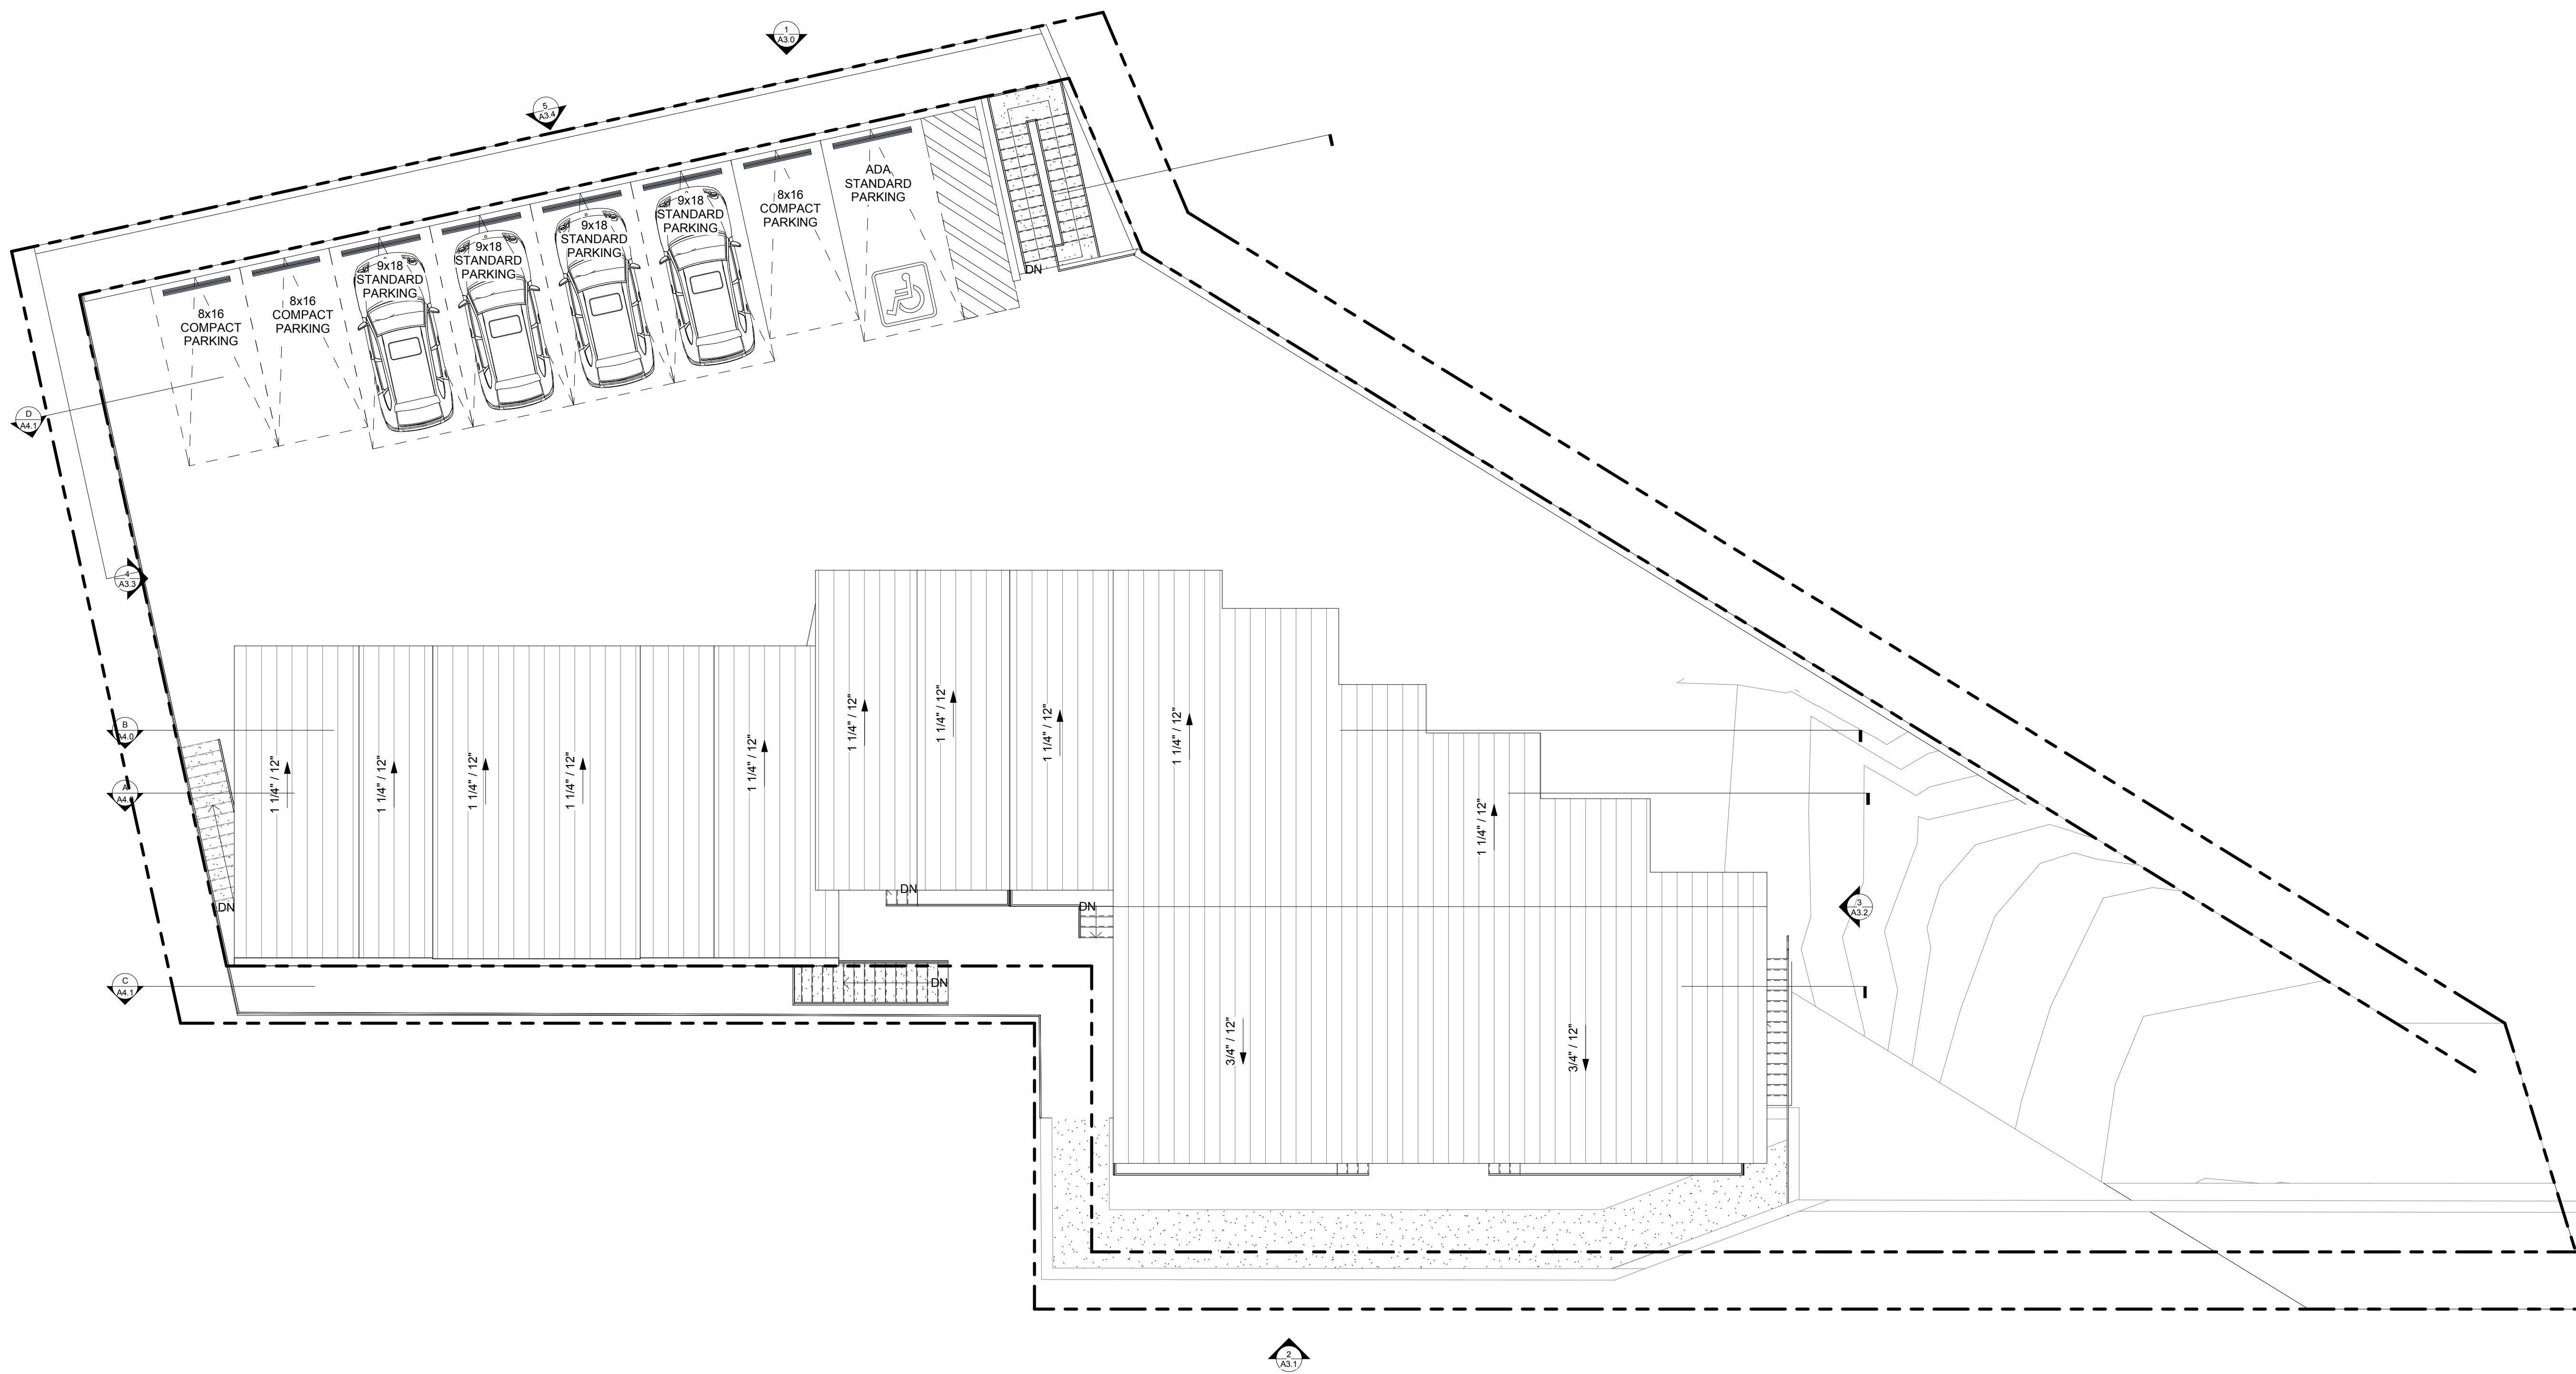 1
A3.0
5
A3.4
ADA
STANDARD
PARKING
8x16
COMPACT
PARKING
9x18
STANDARD
PARKING
9x18
STANDARD
PARKING
9x18
STANDARD
PARKING
9x18
STANDARD
PARKING
8x16
COMPACT
PARKING
8x16
COMPACT
PARKING
DN
D
A4.1
4
A3.3
B
A4.0
A
1 1/4" / 12"
1 1/4" / 12"
1 1/4" / 12"
1 1/4" / 12"
1 1/4" / 12"
1 1/4" / 12"
1 1/4" / 12"
1 1/4" / 12"
1 1/4" / 12"
1 1/4" / 12"
DN
DN
DN
3
A3.2
C
A4.1
DN
3/4" / 12"
3/4" / 12"
2
A3.1